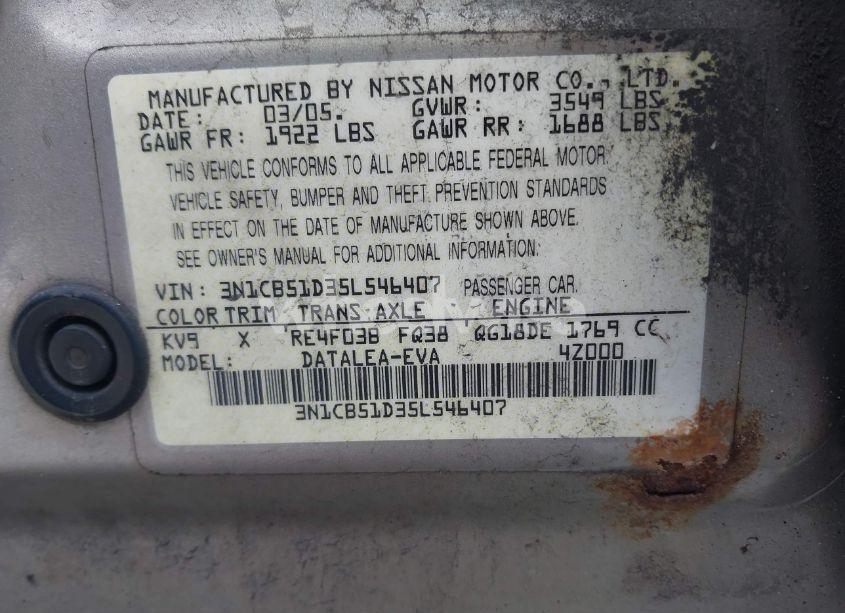 MANUFACTURED BY NISSAN MOTOR CO., LTD.
DATE: 03/05. GVWR: 3549 LBS
GAWR FR: 1922 LBS GAWR RR: 1688 LBS
THIS VEHICLE CONFORMS TO ALL APPLICABLE FEDERAL MOTOR
VEHICLE SAFETY, BUMPER AND THEFT PREVENTION STANDARDS
IN EFFECT ON THE DATE OF MANUFACTURE SHOWN ABOVE.
SEE OWNER'S MANUAL FOR ADDITIONAL INFORMATION.
VIN: 3N1CB51D35L546407 PASSENGER CAR.
COLOR TRIM TRANS AXLE ENGINE
KV9 X RE4F03B FQ38 QG18DE 1769 CC
MODEL: DATALEA-EVA 4Z000
3N1CB51D35L546407